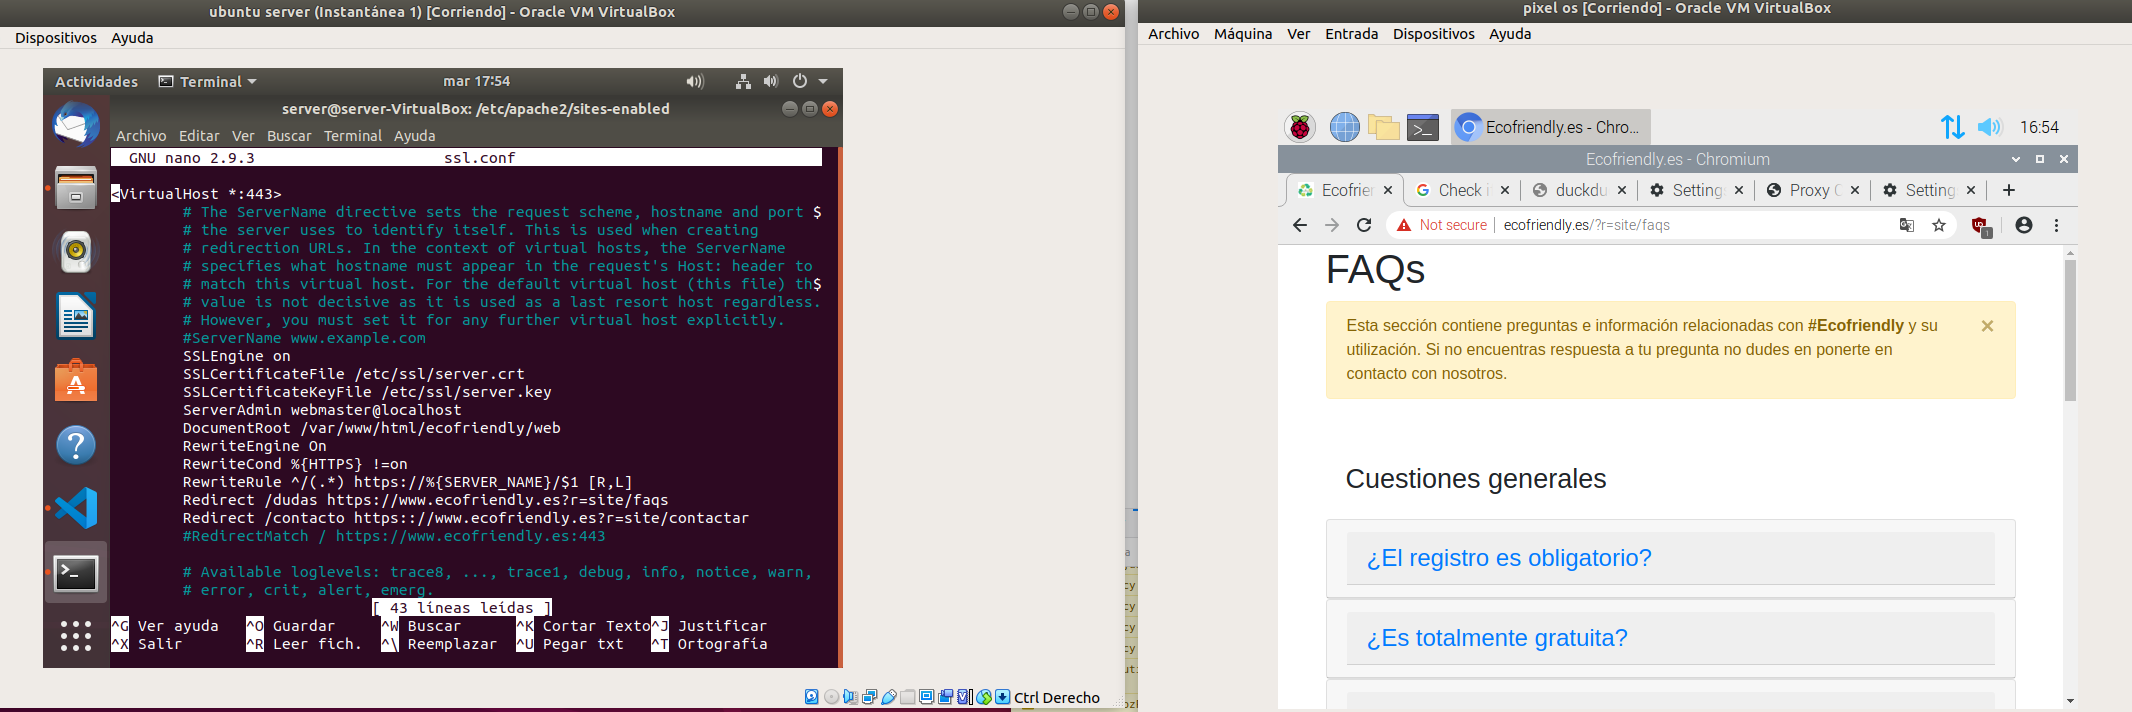 ubuntu server (Instantánea 1) [Corriendo] - Oracle VM VirtualBox
Dispositivos Ayuda
Actividades Terminal mar 17:54
server@server-VirtualBox: /etc/apache2/sites-enabled
Archivo Editar Ver Buscar Terminal Ayuda
GNU nano 2.9.3 ssl.conf
<VirtualHost *:443>
# The ServerName directive sets the request scheme, hostname and port $
# the server uses to identify itself. This is used when creating
# redirection URLs. In the context of virtual hosts, the ServerName
# specifies what hostname must appear in the request's Host: header to
# match this virtual host. For the default virtual host (this file) th$
# value is not decisive as it is used as a last resort host regardless.
# However, you must set it for any further virtual host explicitly.
#ServerName www.example.com
SSLEngine on
SSLCertificateFile /etc/ssl/server.crt
SSLCertificateKeyFile /etc/ssl/server.key
ServerAdmin webmaster@localhost
DocumentRoot /var/www/html/ecofriendly/web
RewriteEngine On
RewriteCond %{HTTPS} !=on
RewriteRule ^/(.*) https://%{SERVER_NAME}/$1 [R,L]
Redirect /dudas https://www.ecofriendly.es?r=site/faqs
Redirect /contacto https:://www.ecofriendly.es?r=site/contactar
#RedirectMatch / https://www.ecofriendly.es:443
# Available loglevels: trace8, ..., trace1, debug, info, notice, warn,
# error, crit, alert, emerg.
[ 43 líneas leídas ]
^G Ver ayuda ^O Guardar ^W Buscar ^K Cortar Texto ^J Justificar
^X Salir ^R Leer fich. ^\ Reemplazar ^U Pegar txt ^T Ortografía
Ctrl Derecho
pixel os [Corriendo] - Oracle VM VirtualBox
Archivo Máquina Ver Entrada Dispositivos Ayuda
Ecofriendly.es - Chro... 16:54
Ecofriendly.es - Chromium
Ecofrien Check i duckdu Setting Proxy C Setting
Not secure ecofriendly.es/?r=site/faqs
FAQs
Esta sección contiene preguntas e información relacionadas con #Ecofriendly y su
utilización. Si no encuentras respuesta a tu pregunta no dudes en ponerte en
contacto con nosotros.
Cuestiones generales
¿El registro es obligatorio?
¿Es totalmente gratuita?